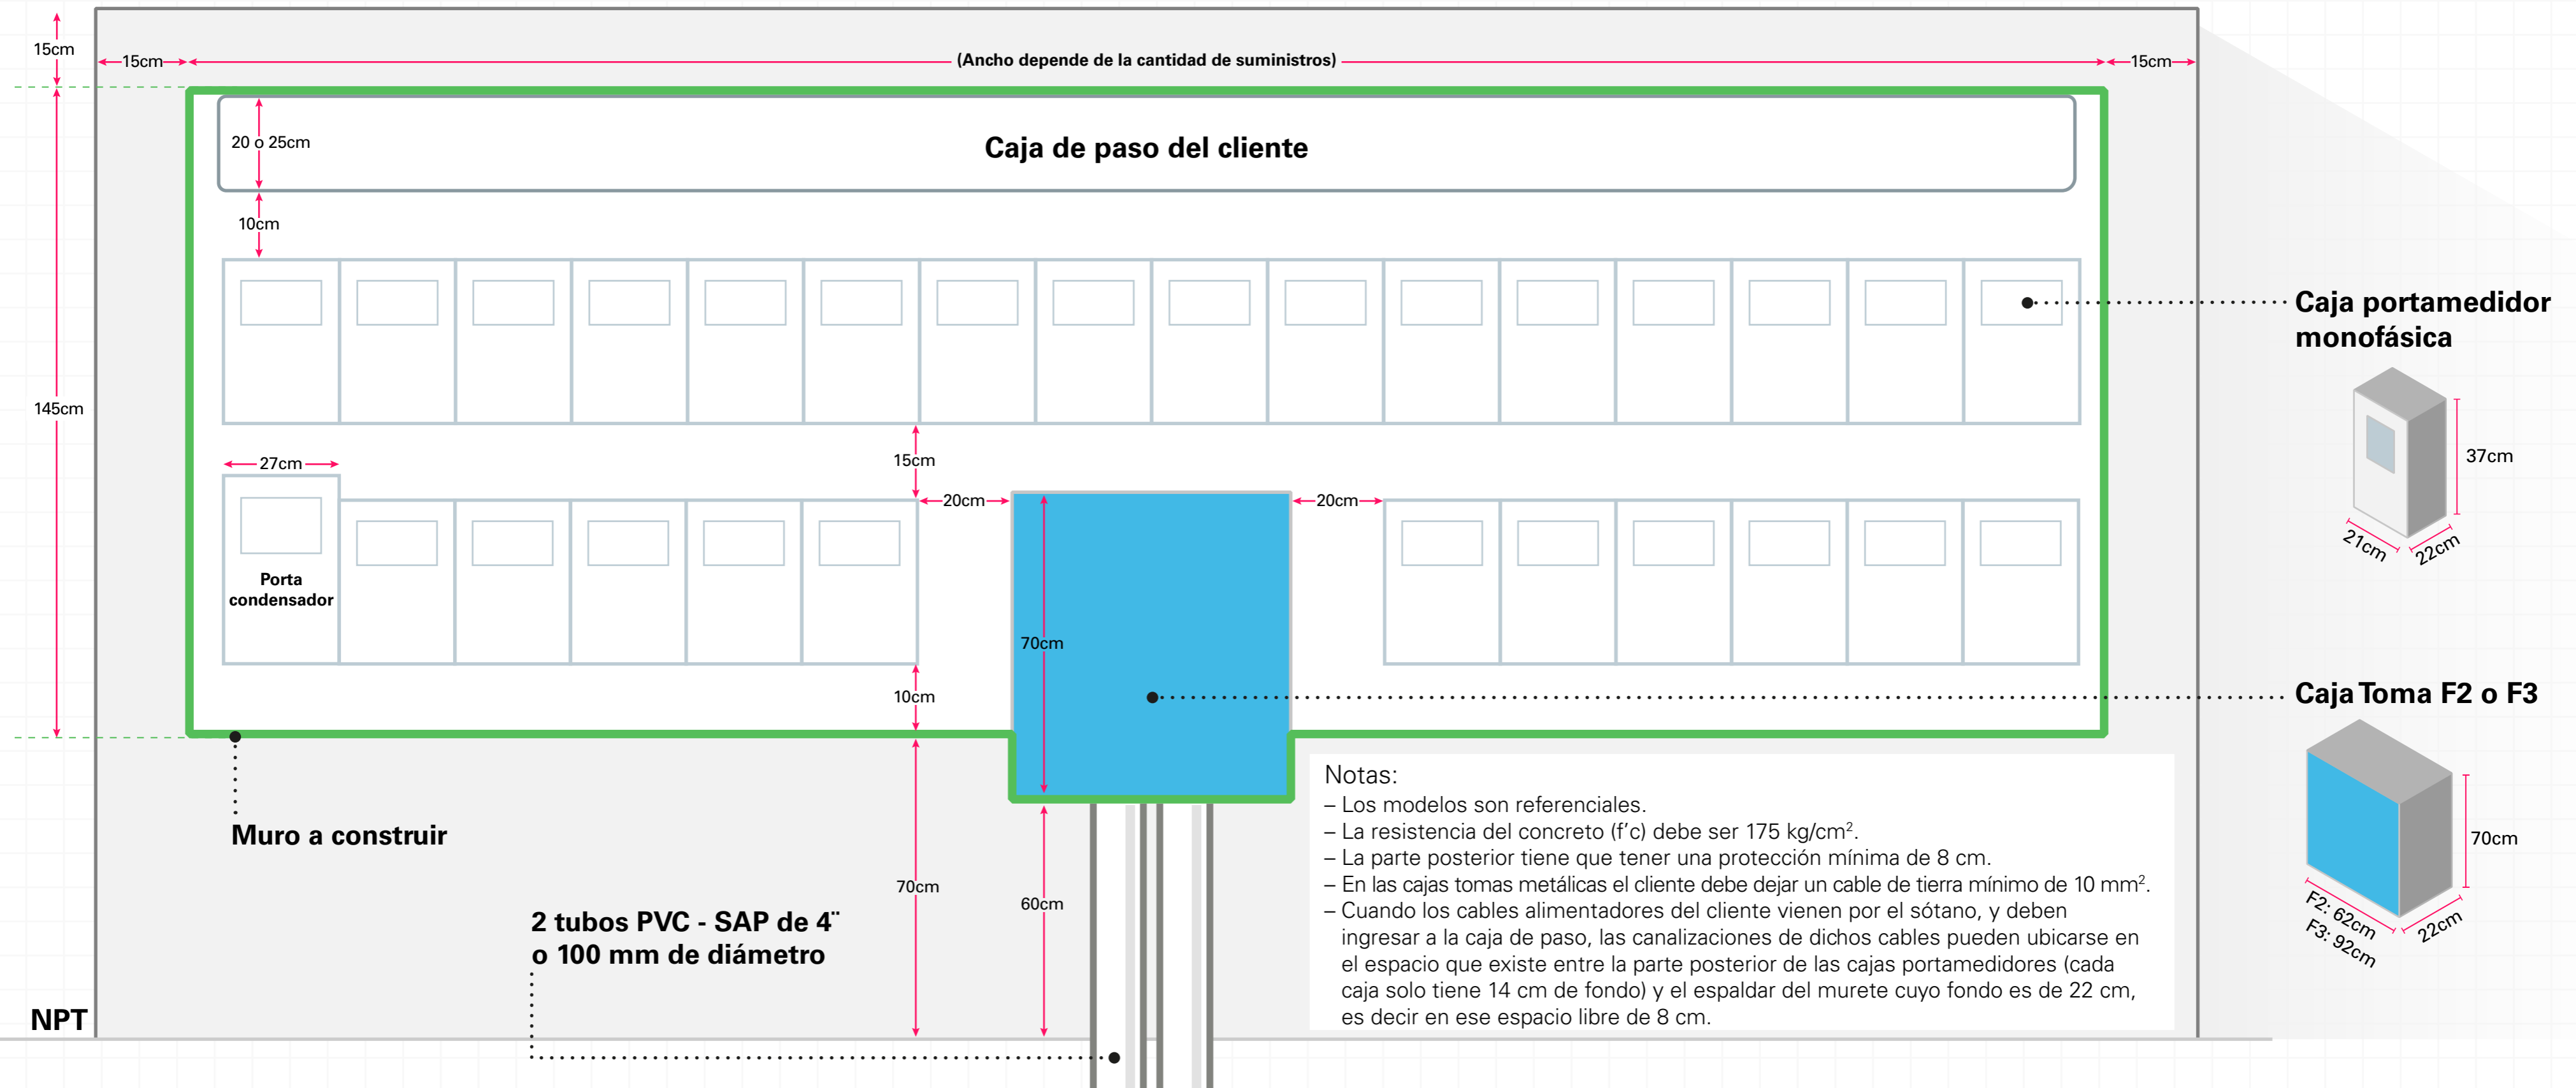 15cm
15cm
(Ancho depende de la cantidad de suministros)
15cm
20 o 25cm
Caja de paso del cliente
10cm
Caja portamedidor
monofásica
145cm
37cm
21cm
22cm
27cm
15cm
20cm
20cm
Porta
condensador
70cm
10cm
Caja Toma F2 o F3
70cm
F2: 62cm
F3: 92cm
22cm
Muro a construir
70cm
60cm
2 tubos PVC - SAP de 4¨
o 100 mm de diámetro
NPT
Notas:
– Los modelos son referenciales.
– La resistencia del concreto (f’c) debe ser 175 kg/cm².
– La parte posterior tiene que tener una protección mínima de 8 cm.
– En las cajas tomas metálicas el cliente debe dejar un cable de tierra mínimo de 10 mm².
– Cuando los cables alimentadores del cliente vienen por el sótano, y deben
ingresar a la caja de paso, las canalizaciones de dichos cables pueden ubicarse en
el espacio que existe entre la parte posterior de las cajas portamedidores (cada
caja solo tiene 14 cm de fondo) y el espaldar del murete cuyo fondo es de 22 cm,
es decir en ese espacio libre de 8 cm.